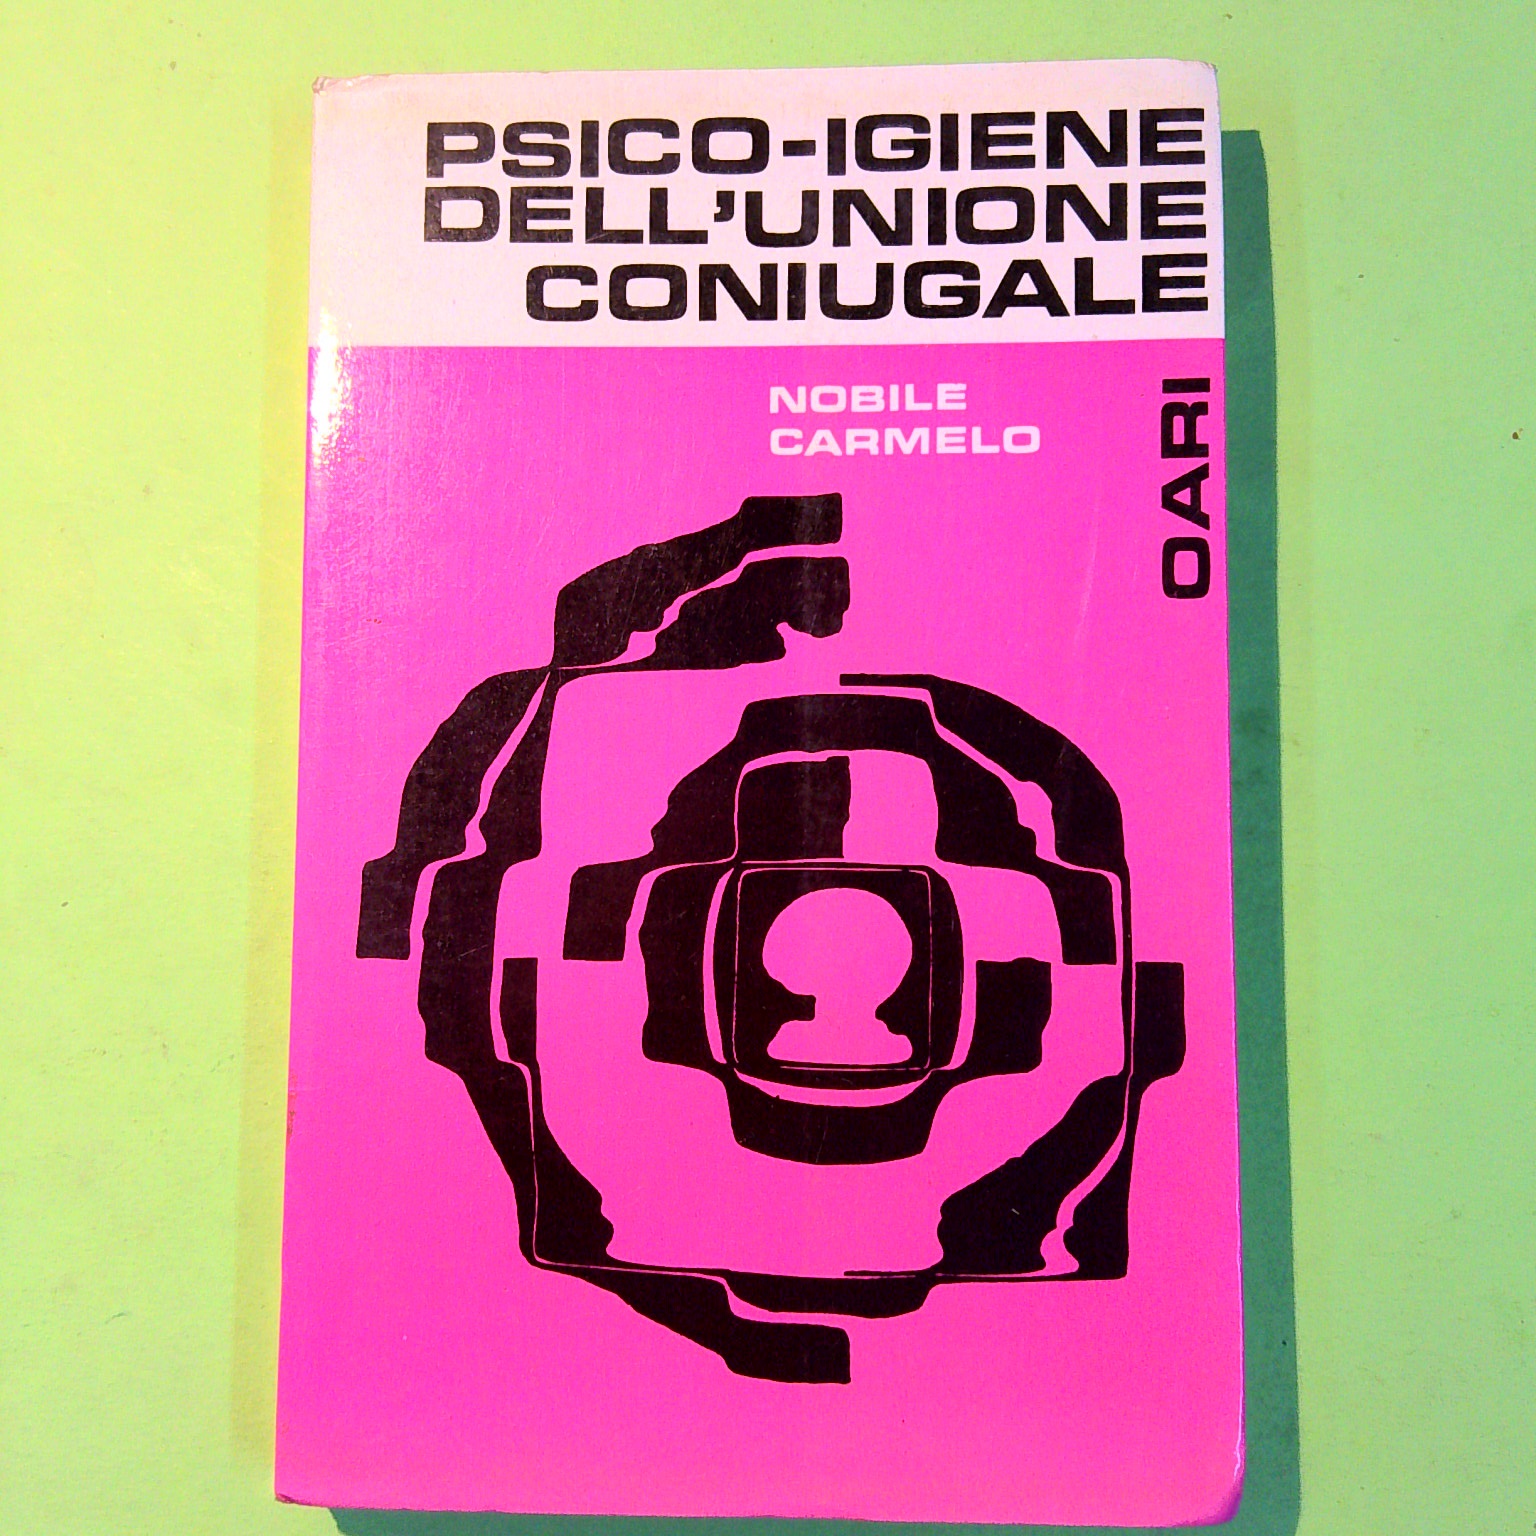 PSICO-IGIENE
DELL'UNIONE
CONIUGALE
NOBILE
CARMELO
OARI